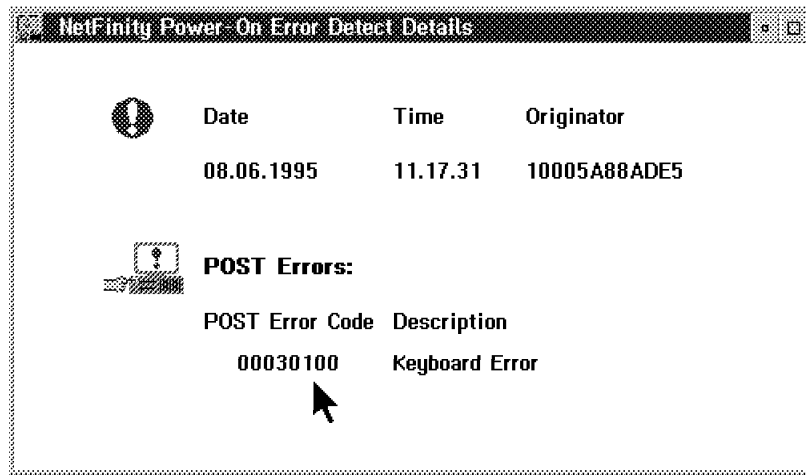 NetFinity Power-On Error Detect Details
Date Time Originator
08.06.1995 11.17.31 10005A88ADE5
POST Errors:
POST Error Code Description
00030100 Keyboard Error